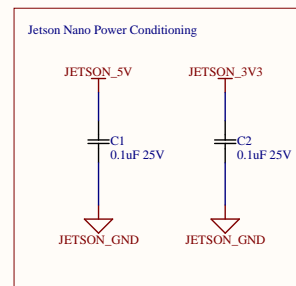 Jetson Nano Power Conditioning
JETSON_5V
JETSON_3V3
C1
0.1uF 25V
C2
0.1uF 25V
JETSON_GND
JETSON_GND